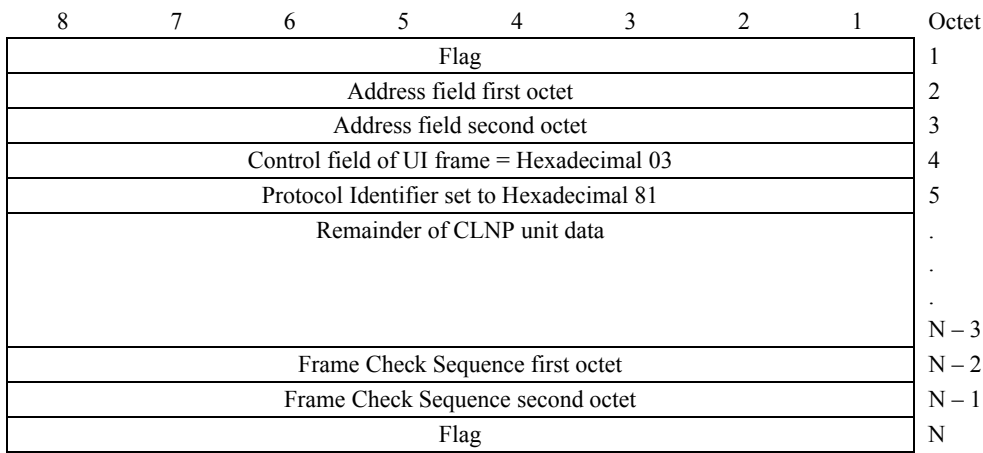 8 7 6 5 4 3 2 1 Octet
Flag 1
Address field first octet 2
Address field second octet 3
Control field of UI frame = Hexadecimal 03 4
Protocol Identifier set to Hexadecimal 81 5
Remainder of CLNP unit data .
.
.
N – 3
Frame Check Sequence first octet N – 2
Frame Check Sequence second octet N – 1
Flag N